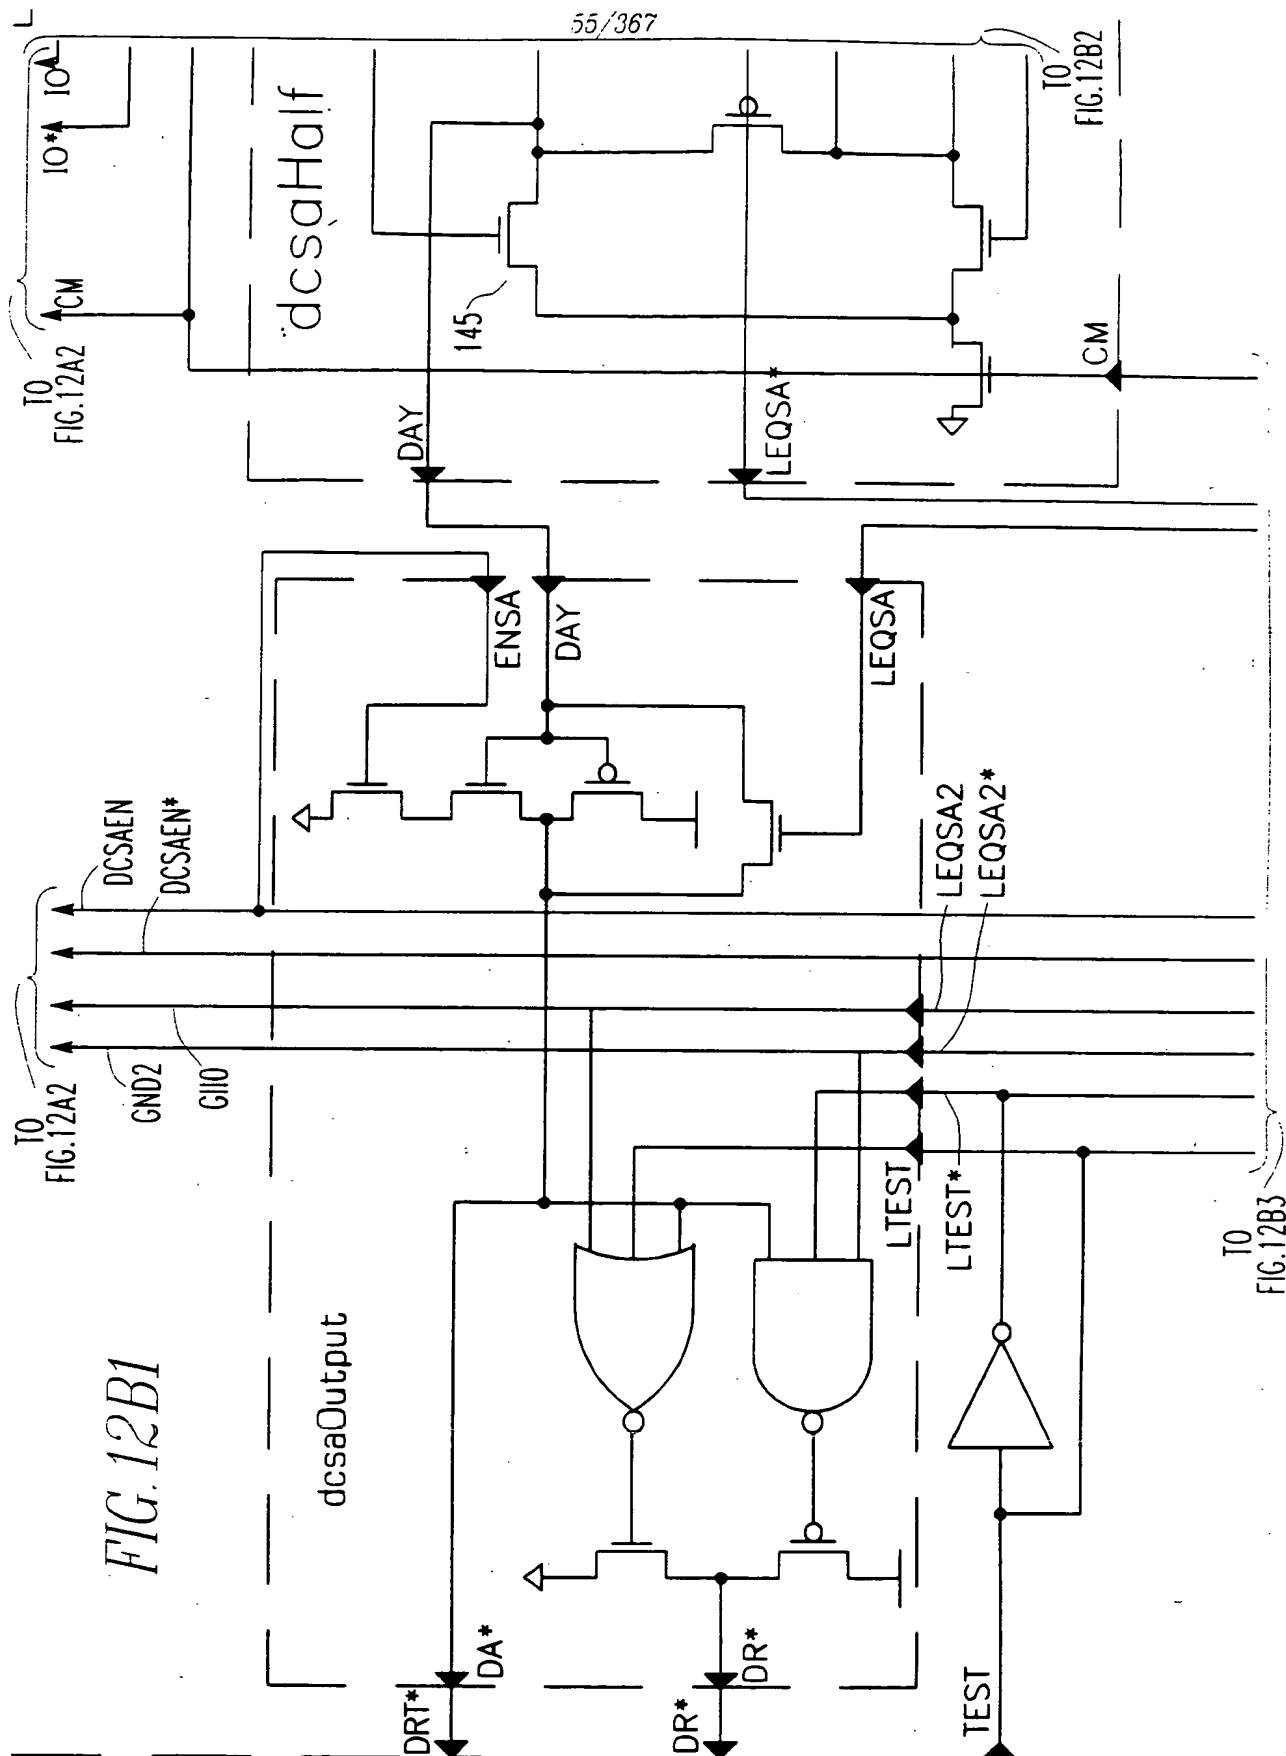 L
55/367
TO
FIG.12A2
IO
IO*
CM
dcsaHalf
145
DAY
LEQSA*
CM
TO
FIG.12B2
TO
FIG.12A2
DCSAEN
DCSAEN*
GIIO
GND2
ENSA
DAY
LEQSA
LEQSA2
LEQSA2*
LTEST
LTEST*
TO
FIG.12B3
FIG. 12B1
dcsaOutput
DRT*
DA*
DR*
DR*
TEST